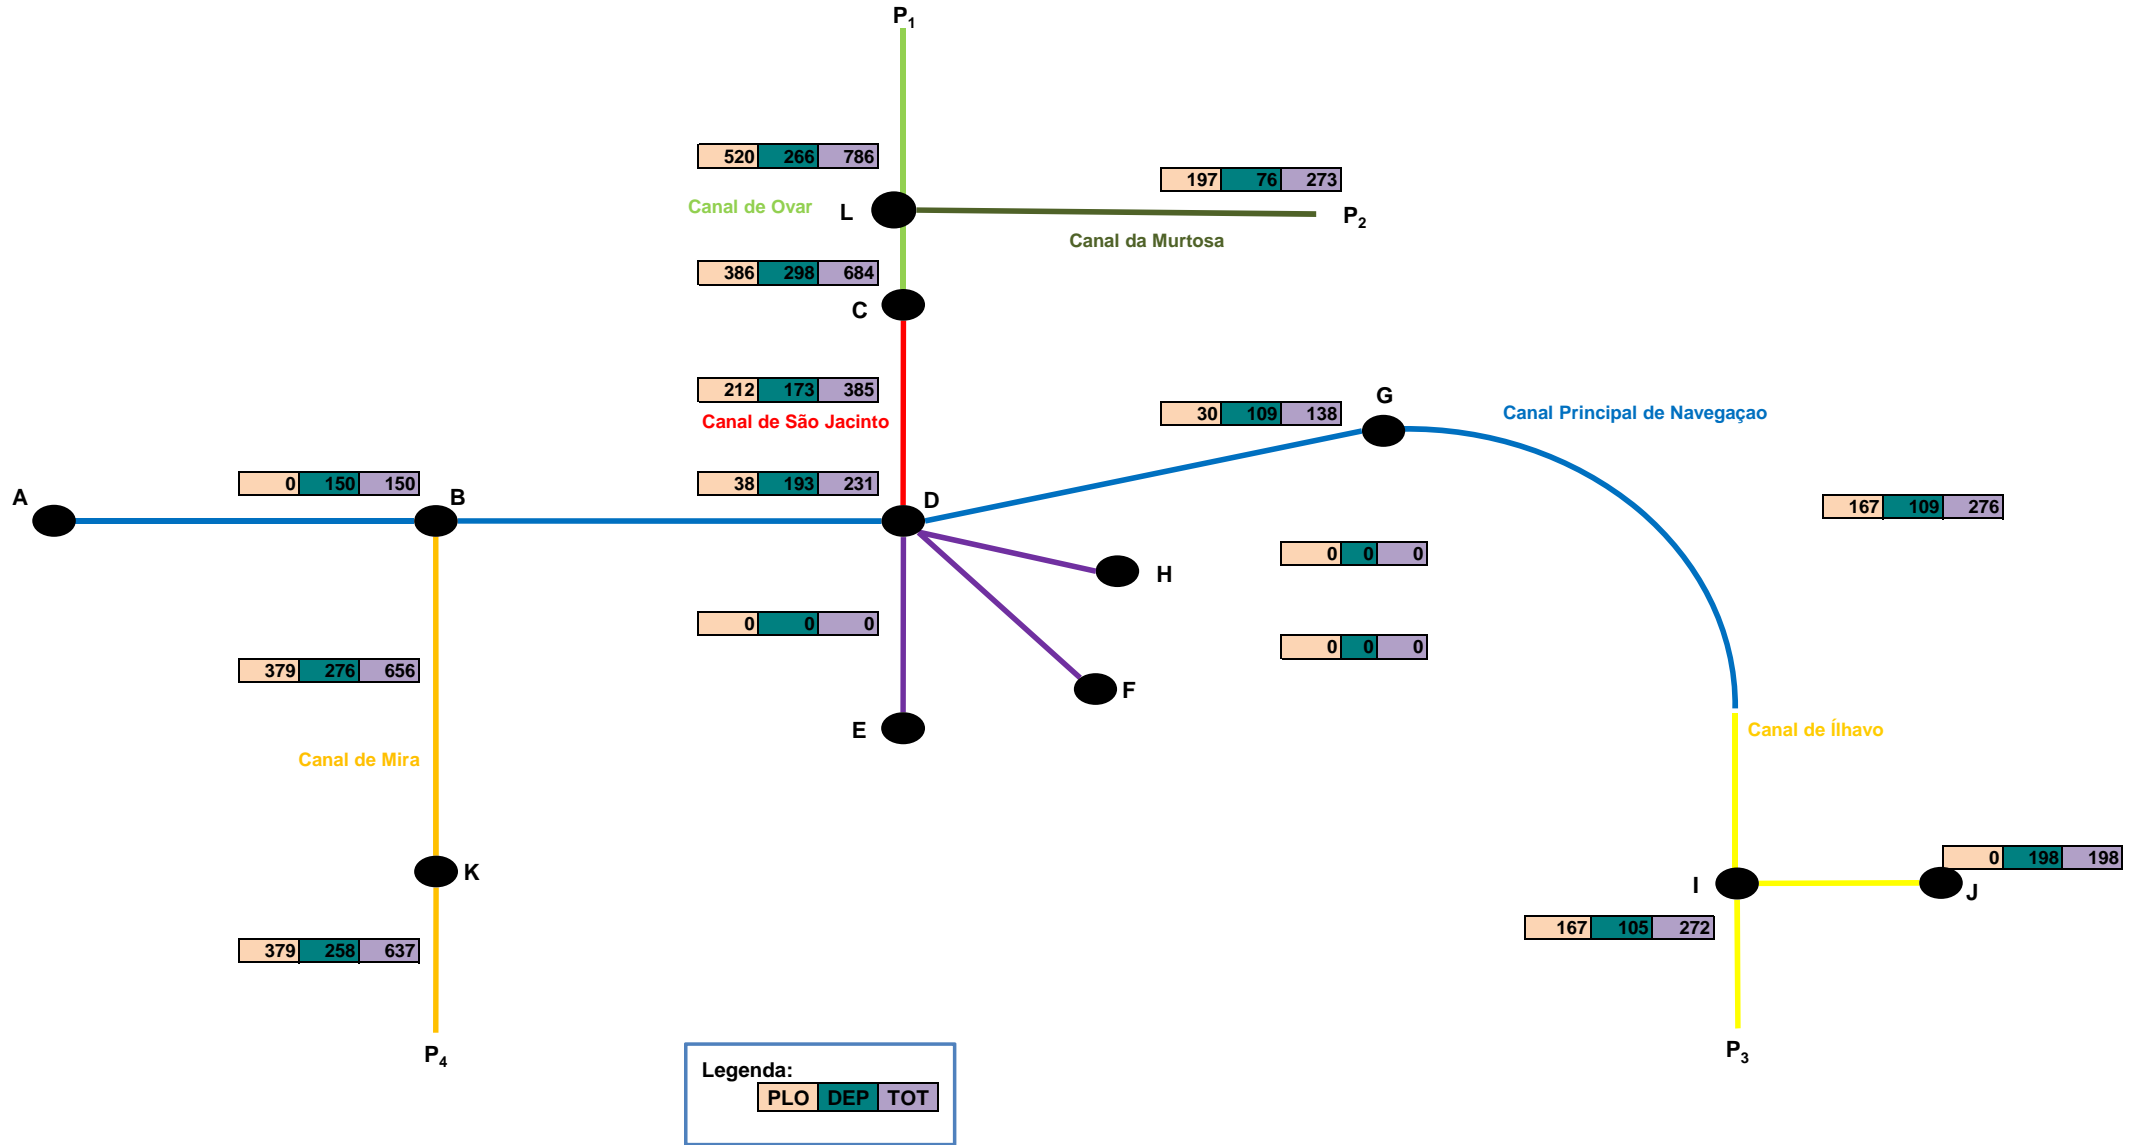 P1
520 266 786
197 76 273
Canal de Ovar
L
P2
Canal da Murtosa
386 298 684
C
212 173 385
G
30 109 138
Canal Principal de Navegaçao
Canal de São Jacinto
A
0 150 150
B
38 193 231
D
167 109 276
0 0 0
H
0 0 0
0 0 0
379 276 656
F
E
Canal de Ílhavo
Canal de Mira
0 198 198
K
I
J
167 105 272
379 258 637
P4
P3
Legenda:
PLO DEP TOT